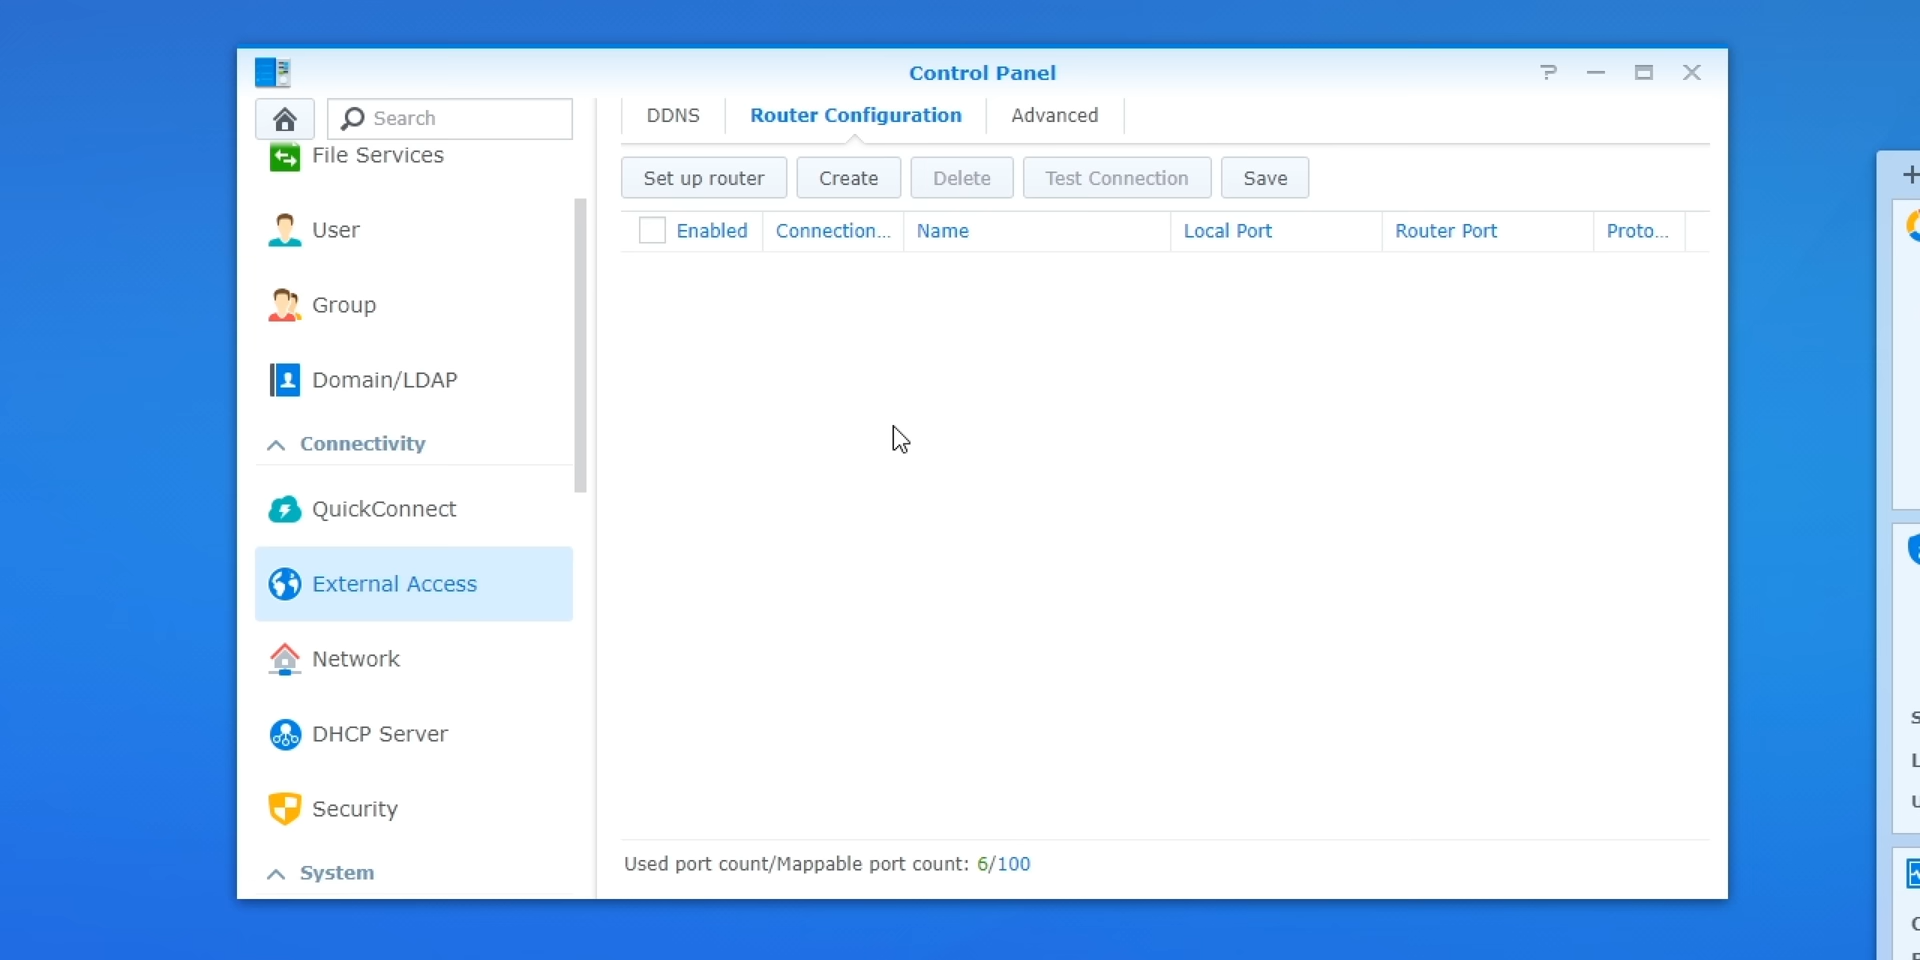 Control Panel
Search
File Services
User
Group
Domain/LDAP
Connectivity
QuickConnect
External Access
Network
DHCP Server
Security
System
DDNS
Router Configuration
Advanced
Set up router
Create
Delete
Test Connection
Save
Enabled
Connection...
Name
Local Port
Router Port
Proto...
Used port count/Mappable port count: 6/100